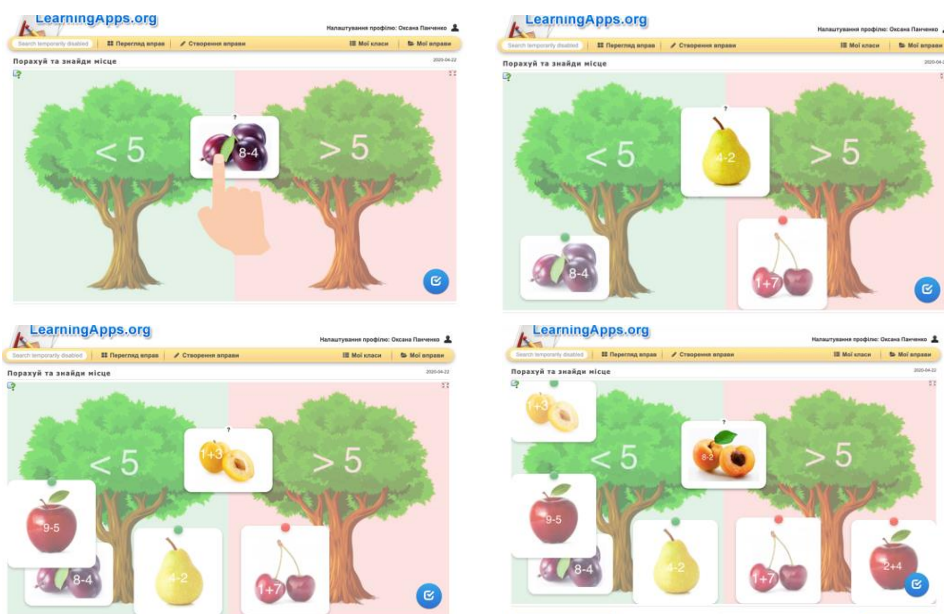 LearningApps.org
Налаштування профілю: Оксана Панченко
Search temporarily disabled
Перегляд вправ
Створення вправи
Мої класи
Мої вправи
Порахуй та знайди місце
2020-04-22
?
< 5
8-4
> 5
LearningApps.org
Налаштування профілю: Оксана Панченко
Search temporarily disabled
Перегляд вправ
Створення вправи
Мої класи
Мої вправи
Порахуй та знайди місце
?
< 5
4-2
> 5
8-4
1+7
LearningApps.org
Налаштування профілю: Оксана Панченко
Search temporarily disabled
Перегляд вправ
Створення вправи
Мої класи
Мої вправи
Порахуй та знайди місце
2020-04-22
?
< 5
1+3
> 5
9-5
8-4
4-2
1+7
LearningApps.org
Налаштування профілю: Оксана Панченко
Search temporarily disabled
Перегляд вправ
Створення вправи
Мої класи
Мої вправи
Порахуй та знайди місце
2020-04-22
1+3
?
< 5
8-2
> 5
9-5
8-4
4-2
1+7
2+4